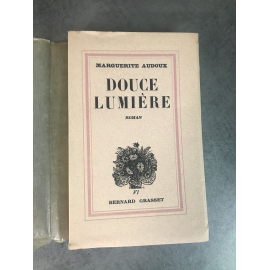 MARGUERITE AUDOUX
DOUCE
LUMIÈRE
ROMAN
BERNARD GRASSET